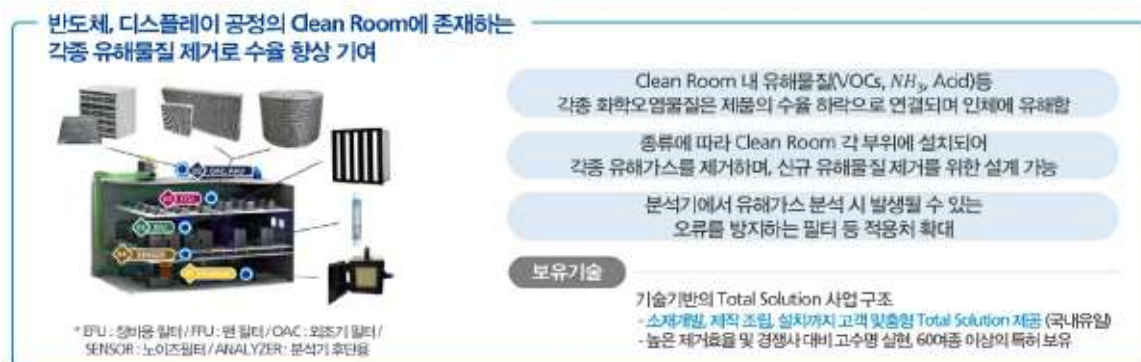 반도체, 디스플레이 공정의 Clean Room에 존재하는
각종 유해물질 제거로 수율 향상 기여
Clean Room 내 유해물질(VOCs, NH₃, Acid)등
각종 화학오염물질은 제품의 수율 하락으로 연결되며 인체에 유해함
종류에 따라 Clean Room 각 부위에 설치되어
각종 유해가스를 제거하며, 신규 유해물질 제거를 위한 설계 가능
분석기에서 유해가스 분석 시 발생될 수 있는
오류를 방지하는 필터 등 적용처 확대
OAC
SENSOR
* EFU : 장비용 필터 / FFU : 팬 필터 / OAC : 외조기 필터 /
SENSOR : 노이즈필터 / ANALYZER : 분석기 후단용
보유기술
기술기반의 Total Solution 사업 구조
- 소재개발, 제작 조립, 설치까지 고객 맞춤형 Total Solution 제공 (국내유일)
- 높은 제거효율 및 경쟁사 대비 고수명 실현, 60여종 이상의 특허 보유